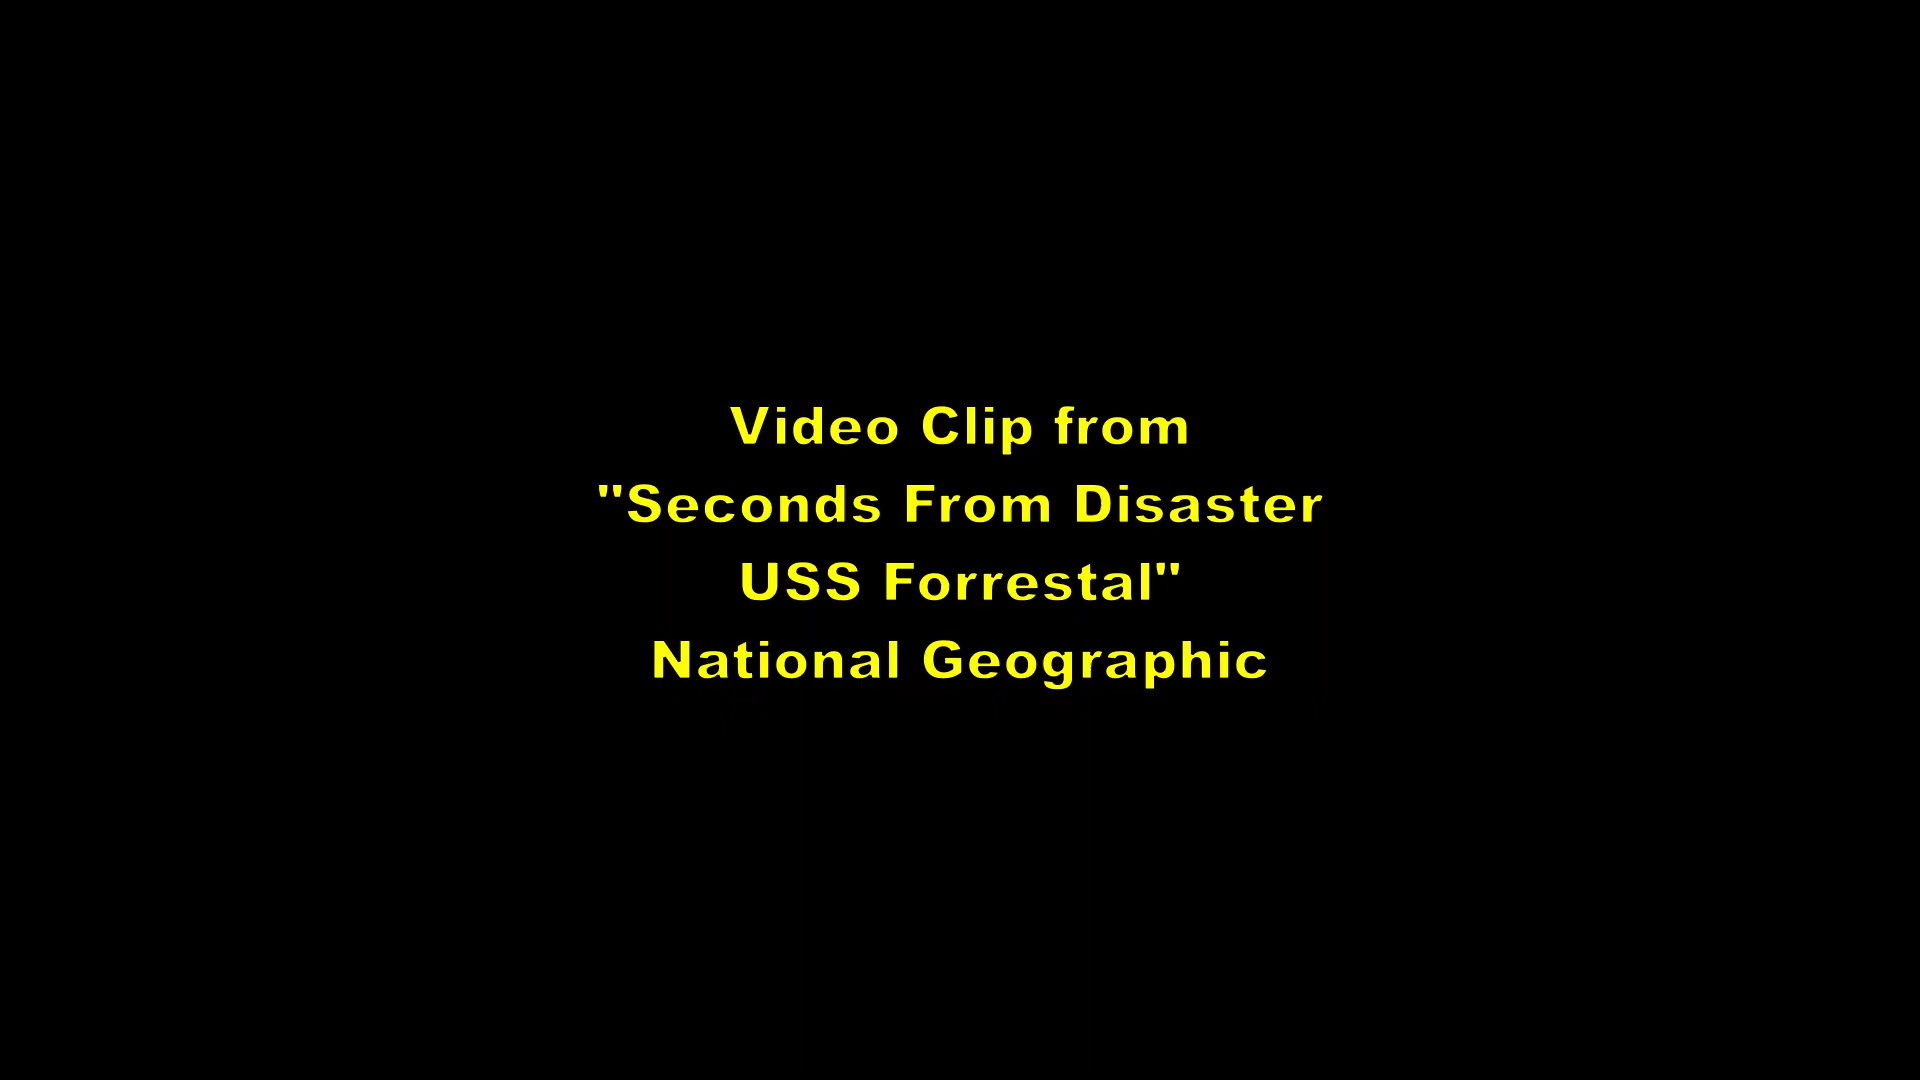 Video Clip from
"Seconds From Disaster
USS Forrestal"
National Geographic